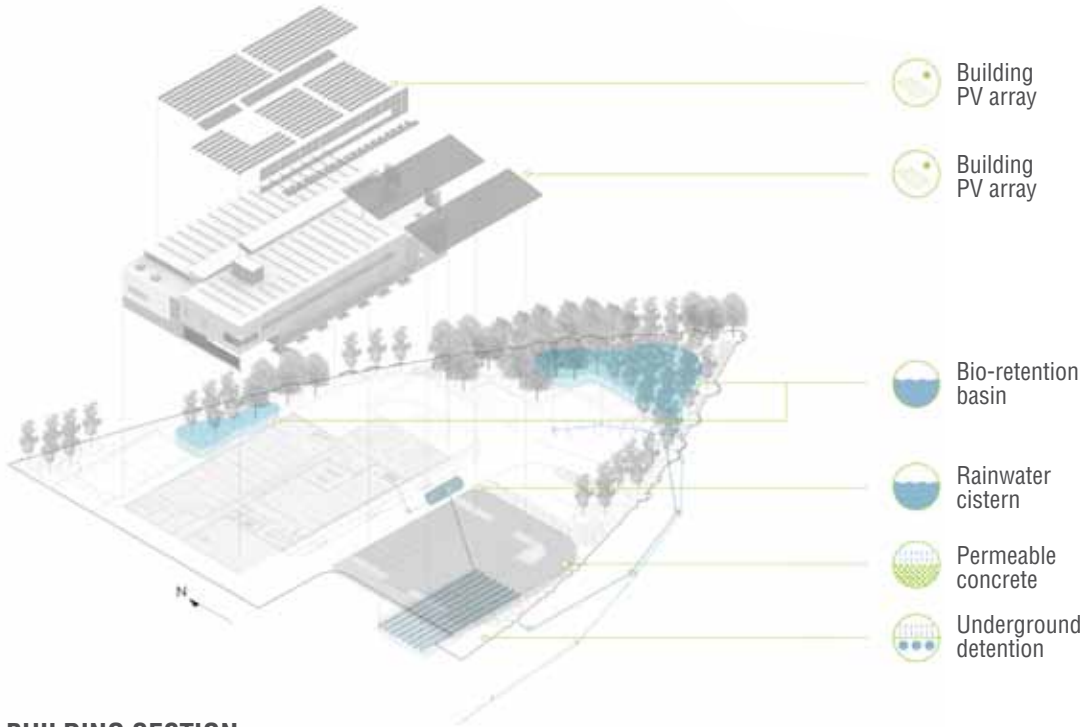 Building
PV array
Building
PV array
Bio-retention
basin
Rainwater
cistern
Permeable
concrete
N
Underground
detention
BUILDING SECTION